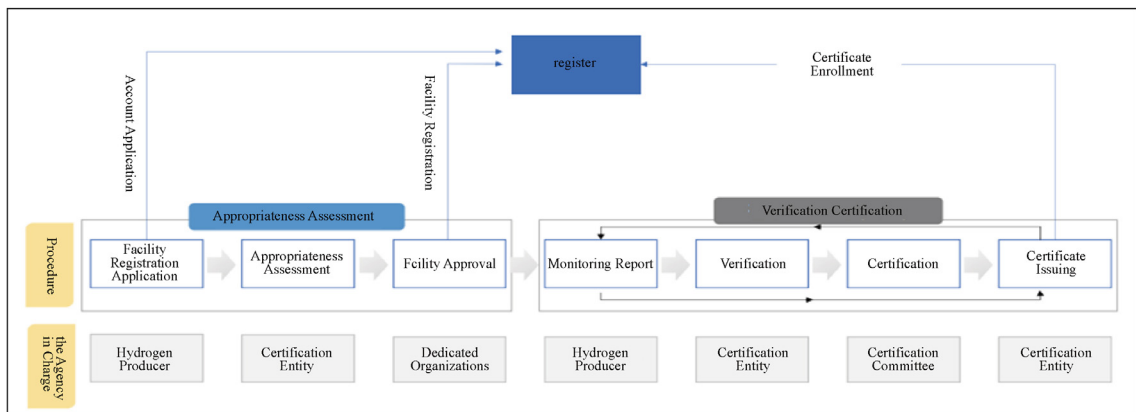 register
Certificate
Enrollment
Account Application
Facility Registration
Appropriateness Assessment
Verification Certification
Procedure
Facility
Registration
Application
Appropriateness
Assessment
Fcility Approval
Monitoring Report
Verification
Certification
Certificate
Issuing
the Agency
in Charge
Hydrogen
Producer
Certification
Entity
Dedicated
Organizations
Hydrogen
Producer
Certification
Entity
Certification
Committee
Certification
Entity